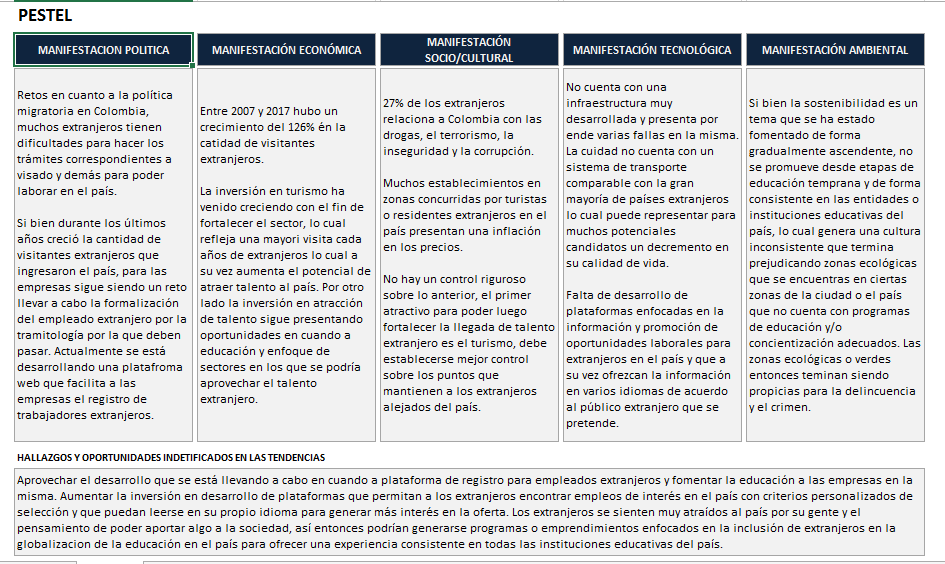 PESTEL
MANIFESTACION POLITICA
MANIFESTACIÓN ECONÓMICA
MANIFESTACIÓN
SOCIO/CULTURAL
MANIFESTACIÓN TECNOLÓGICA
MANIFESTACIÓN AMBIENTAL
Retos en cuanto a la política
migratoria en Colombia,
muchos extranjeros tienen
dificultades para hacer los
trámites correspondientes a
visado y demás para poder
laborar en el país.
Si bien durante los últimos
años creció la cantidad de
visitantes extranjeros que
ingresaron el país, para las
empresas sigue siendo un reto
llevar a cabo la formalización
del empleado extranjero por la
tramitología por la que deben
pasar. Actualmente se está
desarrollando una platafroma
web que facilita a las
empresas el registro de
trabajadores extranjeros.
Entre 2007 y 2017 hubo un
crecimiento del 126% én la
catidad de visitantes
extranjeros.
La inversión en turismo ha
venido creciendo con el fin de
fortalecer el sector, lo cual
refleja una mayori visita cada
años de extranjeros lo cual a
su vez aumenta el potencial de
atraer talento al país. Por otro
lado la inversión en atracción
de talento sigue presentando
oportunidades en cuando a
educación y enfoque de
sectores en los que se podría
aprovechar el talento
extranjero.
27% de los extranjeros
relaciona a Colombia con las
drogas, el terrorismo, la
inseguridad y la corrupción.
Muchos establecimientos en
zonas concurridas por turistas
o residentes extranjeros en el
país presentan una inflación
en los precios.
No hay un control riguroso
sobre lo anterior, el primer
atractivo para poder luego
fortalecer la llegada de talento
extranjero es el turismo, debe
establecerse mejor control
sobre los puntos que
mantienen a los extranjeros
alejados del país.
No cuenta con una
infraestructura muy
desarrollada y presenta por
ende varias fallas en la misma.
La cuidad no cuenta con un
sistema de transporte
comparable con la gran
mayoría de países extranjeros
lo cual puede representar para
muchos potenciales
candidatos un decremento en
su calidad de vida.
Falta de desarrollo de
plataformas enfocadas en la
información y promoción de
oportunidades laborales para
extranjeros en el país y que a
su vez ofrezcan la información
en varios idiomas de acuerdo
al público extranjero que se
pretende.
Si bien la sostenibilidad es un
tema que se ha estado
fomentado de forma
gradualmente ascendente, no
se promueve desde etapas de
educación temprana y de forma
consistente en las entidades o
instituciones educativas del
país, lo cual genera una cultura
inconsistente que termina
prejudicando zonas ecológicas
que se encuentras en ciertas
zonas de la ciudad o el país
que no cuenta con programas
de educación y/o
concientización adecuados. Las
zonas ecológicas o verdes
entonces teminan siendo
propicias para la delincuencia
y el crimen.
HALLAZGOS Y OPORTUNIDADES INDETIFICADOS EN LAS TENDENCIAS
Aprovechar el desarrollo que se está llevando a cabo en cuando a plataforma de registro para empleados extranjeros y fomentar la educación a las empresas en la
misma. Aumentar la inversión en desarrollo de plataformas que permitan a los extranjeros encontrar empleos de interés en el país con criterios personalizados de
selección y que puedan leerse en su propio idioma para generar más interés en la oferta. Los extranjeros se sienten muy atraídos al país por su gente y el
pensamiento de poder aportar algo a la sociedad, así entonces podrían generarse programas o emprendimientos enfocados en la inclusión de extranjeros en la
globalizacion de la educación en el país para ofrecer una experiencia consistente en todas las instituciones educativas del país.